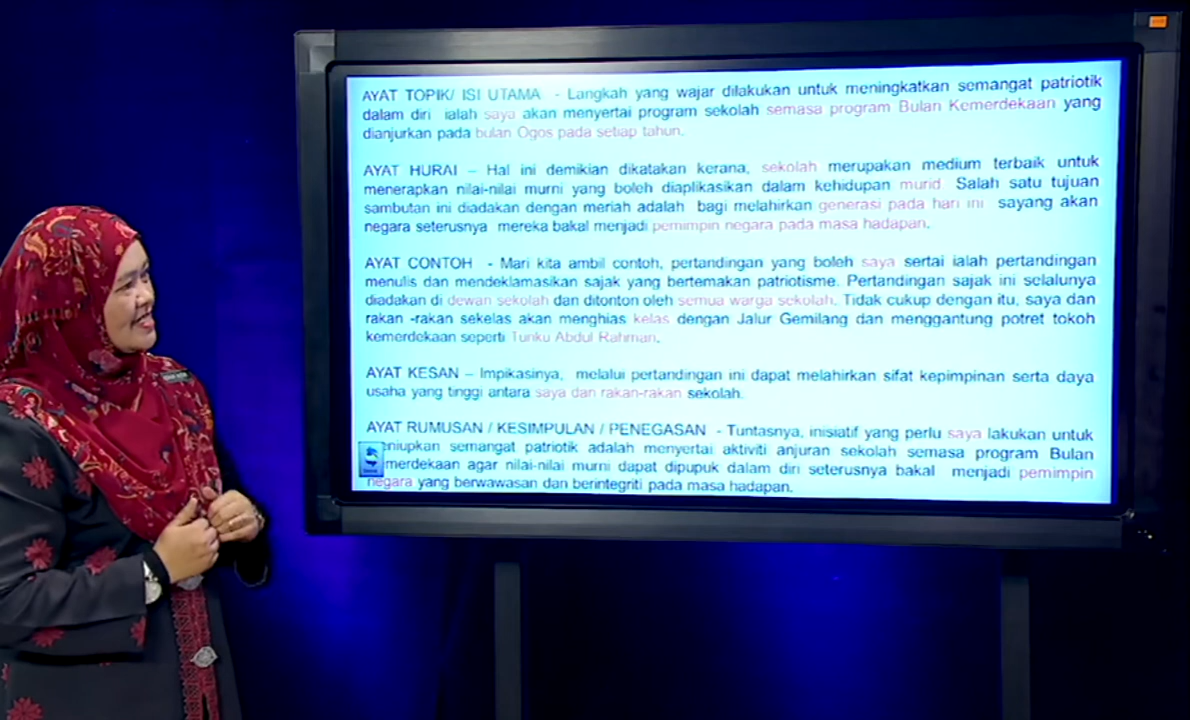 AYAT TOPIK/ ISI UTAMA - Langkah yang wajar dilakukan untuk meningkatkan semangat patriotik
dalam diri ialah saya akan menyertai program sekolah semasa program Bulan Kemerdekaan yang
dianjurkan pada bulan Ogos pada setiap tahun.
AYAT HURAI – Hal ini demikian dikatakan kerana, sekolah merupakan medium terbaik untuk
menerapkan nilai-nilai murni yang boleh diaplikasikan dalam kehidupan murid. Salah satu tujuan
sambutan ini diadakan dengan meriah adalah bagi melahirkan generasi pada hari ini sayang akan
negara seterusnya mereka bakal menjadi pemimpin negara pada masa hadapan.
AYAT CONTOH - Mari kita ambil contoh, pertandingan yang boleh saya sertai ialah pertandingan
menulis dan mendeklamasikan sajak yang bertemakan patriotisme. Pertandingan sajak ini selalunya
diadakan di dewan sekolah dan ditonton oleh semua warga sekolah. Tidak cukup dengan itu, saya dan
rakan -rakan sekelas akan menghias kelas dengan Jalur Gemilang dan menggantung potret tokoh
kemerdekaan seperti Tunku Abdul Rahman.
AYAT KESAN – Impikasinya, melalui pertandingan ini dapat melahirkan sifat kepimpinan serta daya
usaha yang tinggi antara saya dan rakan-rakan sekolah.
AYAT RUMUSAN / KESIMPULAN / PENEGASAN - Tuntasnya, inisiatif yang perlu saya lakukan untuk
eniupkan semangat patriotik adalah menyertai aktiviti anjuran sekolah semasa program Bulan
merdekaan agar nilai-nilai murni dapat dipupuk dalam diri seterusnya bakal menjadi pemimpin
negara yang berwawasan dan berintegriti pada masa hadapan.